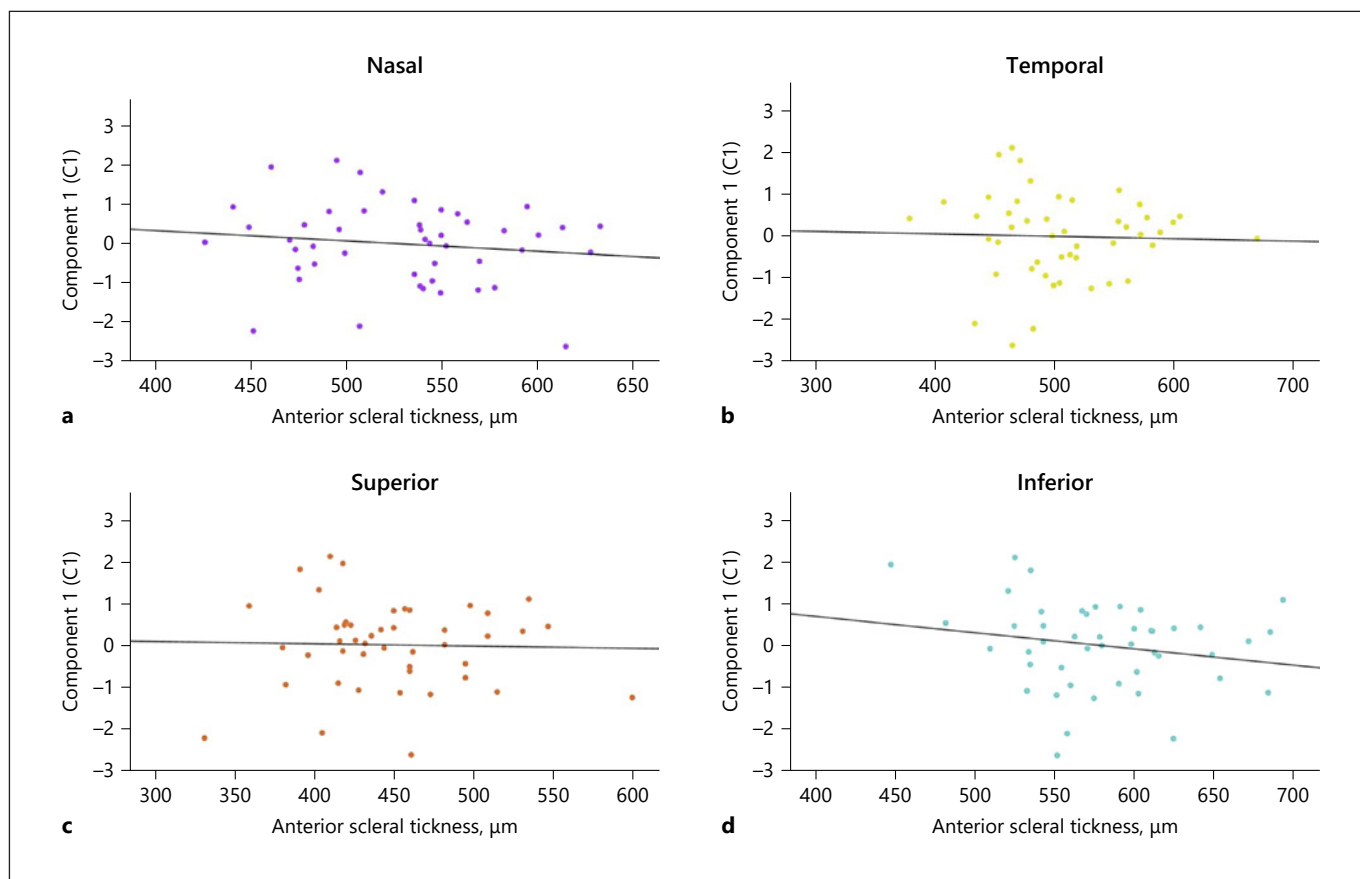 Nasal
3
2
1
0
−1
−2
−3
Component 1 (C1)
400 450 500 550 600 650
Anterior scleral tickness, µm
a
Temporal
3
2
1
0
−1
−2
−3
Component 1 (C1)
300 400 500 600 700
Anterior scleral tickness, µm
b
Superior
3
2
1
0
−1
−2
−3
Component 1 (C1)
300 350 400 450 500 550 600
Anterior scleral tickness, µm
c
Inferior
3
2
1
0
−1
−2
−3
Component 1 (C1)
400 450 500 550 600 650 700
Anterior scleral tickness, µm
d